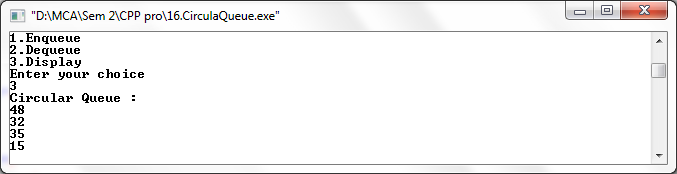 "D:\MCA\Sem 2\CPP pro\16.CirculaQueue.exe"
1.Enqueue
2.Dequeue
3.Display
Enter your choice
3
Circular Queue :
48
32
35
15